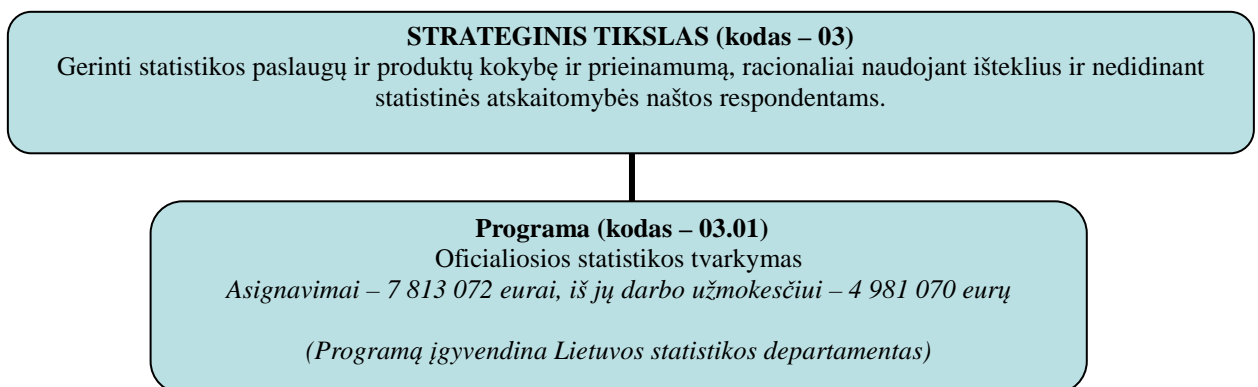 STRATEGINIS TIKSLAS (kodas – 03)
Gerinti statistikos paslaugų ir produktų kokybę ir prieinamumą, racionaliai naudojant išteklius ir nedidinant
statistinės atskaitomybės naštos respondentams.
Programa (kodas – 03.01)
Oficialiosios statistikos tvarkymas
Asignavimai – 7 813 072 eurai, iš jų darbo užmokesčiui – 4 981 070 eurų
(Programą įgyvendina Lietuvos statistikos departamentas)